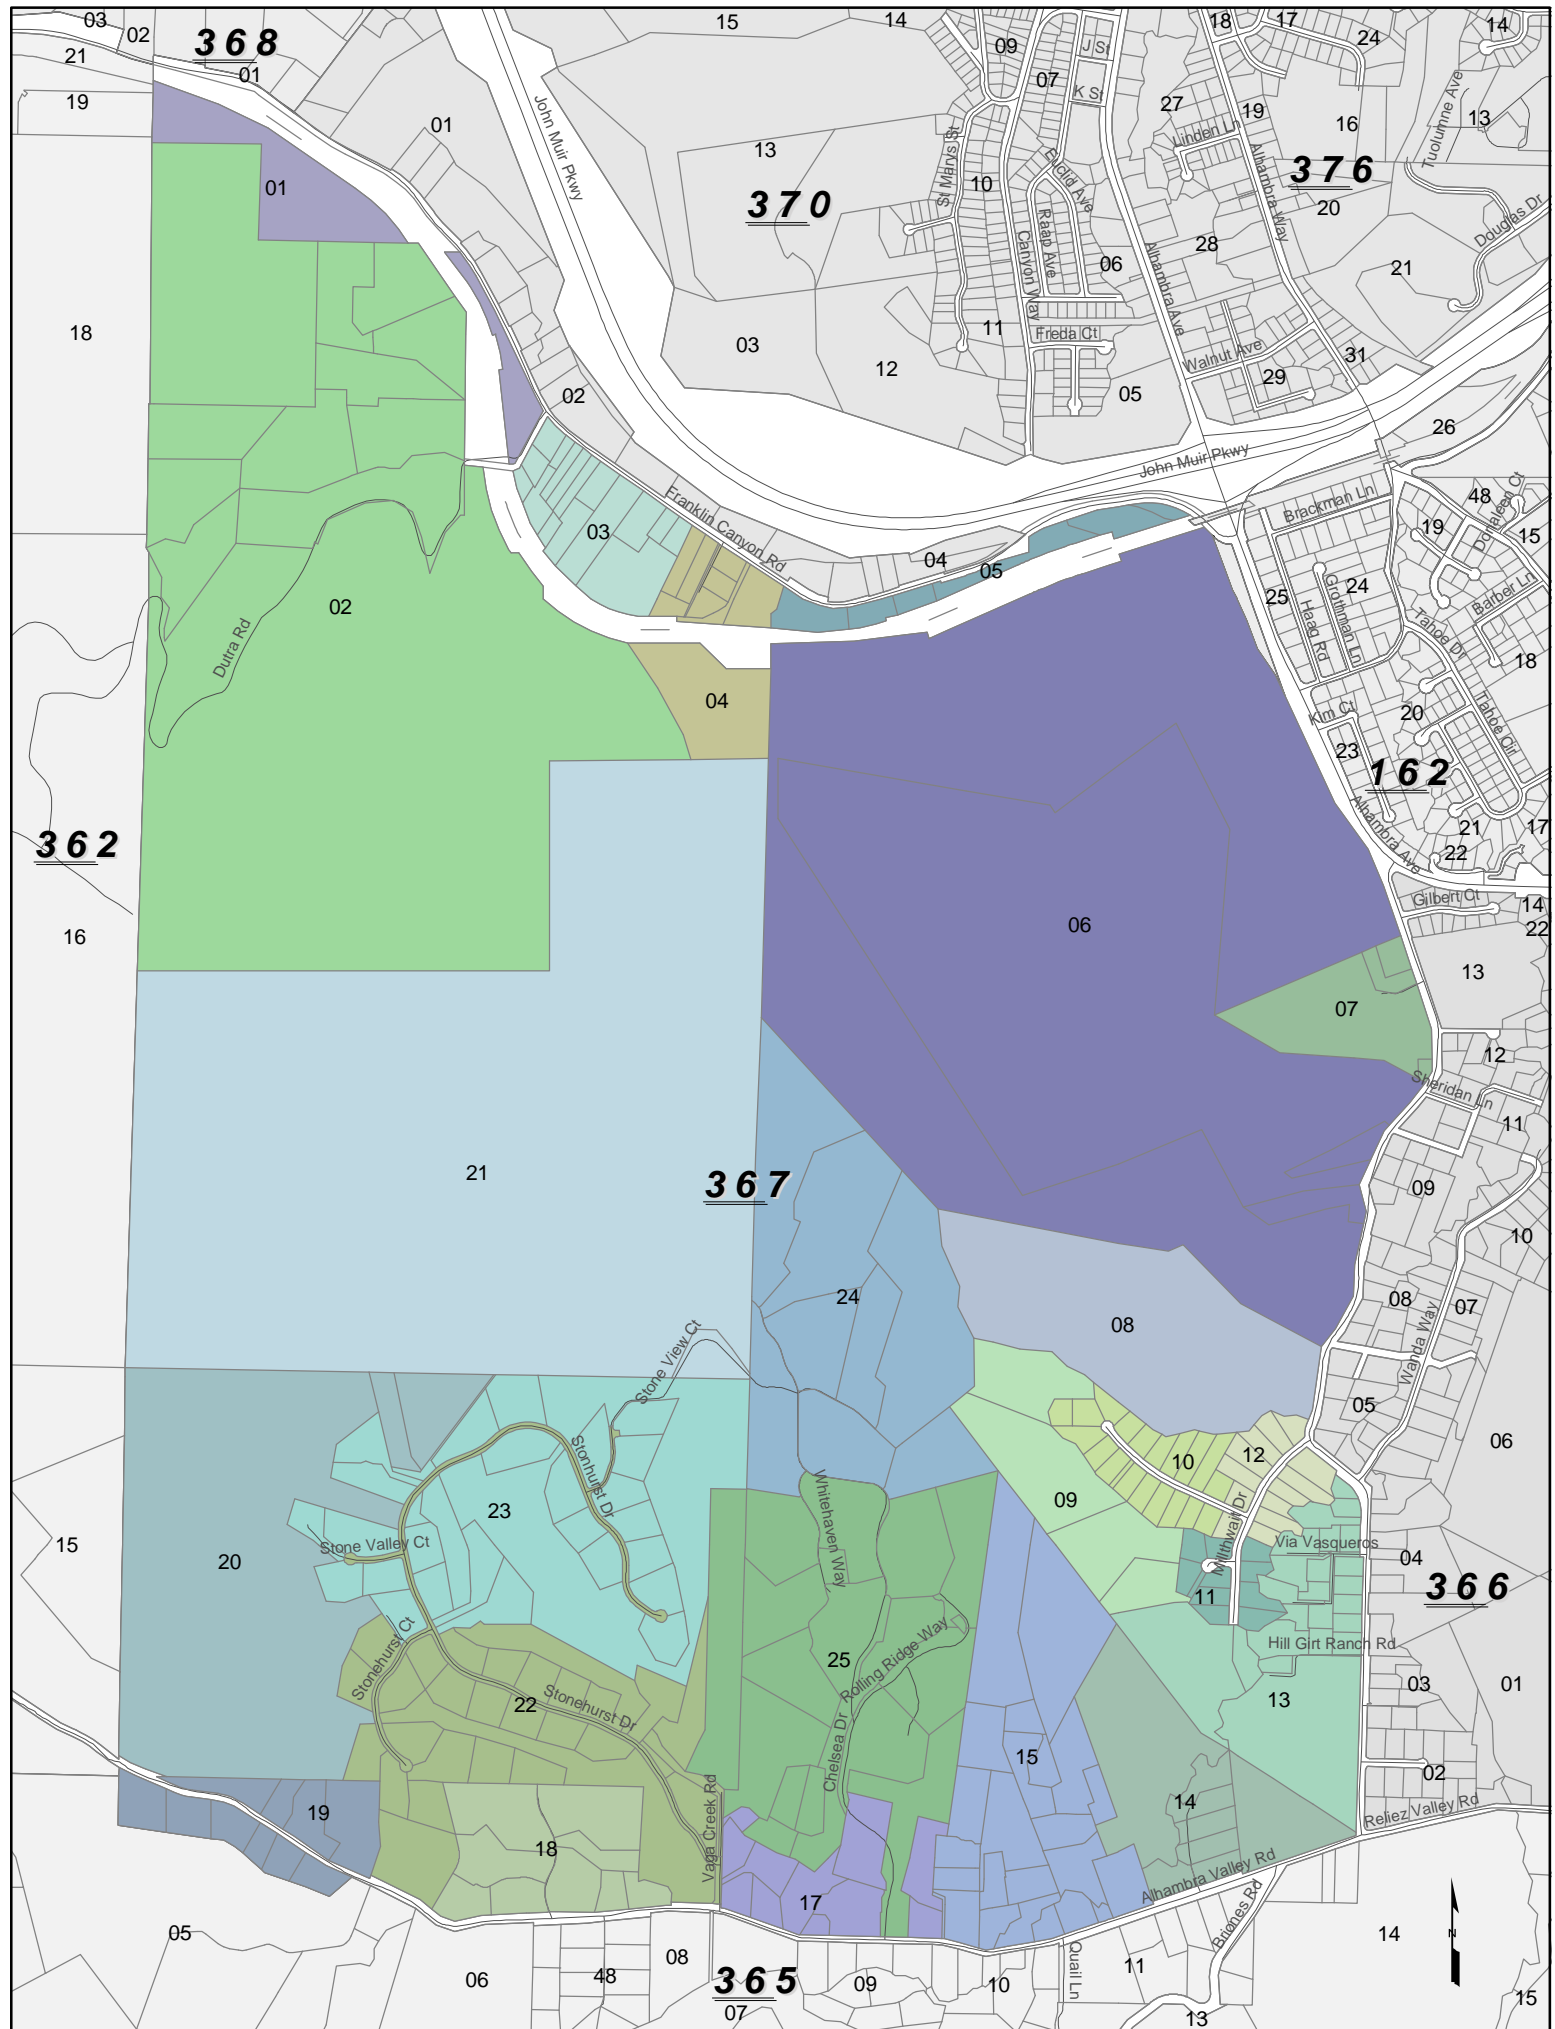 03
02
368
15
14
18
17
24
14
21
01
09
J St
07
K St
19
01
13
27
Linden Ln
19
16
Tuolumne Ave
13
John Muir Pkwy
St Marys St
Euclid Ave
Alhambra Way
376
01
370
10
Raap Ave
Canyon Way
20
Douglas Dr
28
06
21
Alhambra Ave
18
03
11
Freda Ct
12
Walnut Ave
31
29
02
05
26
John Muir Pkwy
Franklin Canyon Rd
Brackman Ln
48
Donaleen Ct
19
15
03
04
05
24
25
Grothman Ln
Haag Rd
Barber Ln
02
Dutra Rd
Tahoe Dr
18
04
Kim Ct
20
Tahoe Cir
23
162
362
Alhambra Ave
21
17
22
Gilbert Ct
14
22
16
06
13
07
12
Sheridan Ln
11
21
367
09
10
24
08
08
07
Stone View Ct
Wanda Way
05
06
Stonhurst Dr
12
10
23
09
Whitehaven Way
Millthwait Dr
Stone Valley Ct
15
20
Via Vasqueros
04
366
11
Stonehurst Ct
25
Rolling Ridge Way
Hill Girt Ranch Rd
22
Stonehurst Dr
13
03
01
Chelsea Dr
15
02
Vaga Creek Rd
19
14
Reliez Valley Rd
18
Alhambra Valley Rd
17
Briones Rd
N
05
14
08
Quail Ln
11
06
48
365
09
10
07
13
15